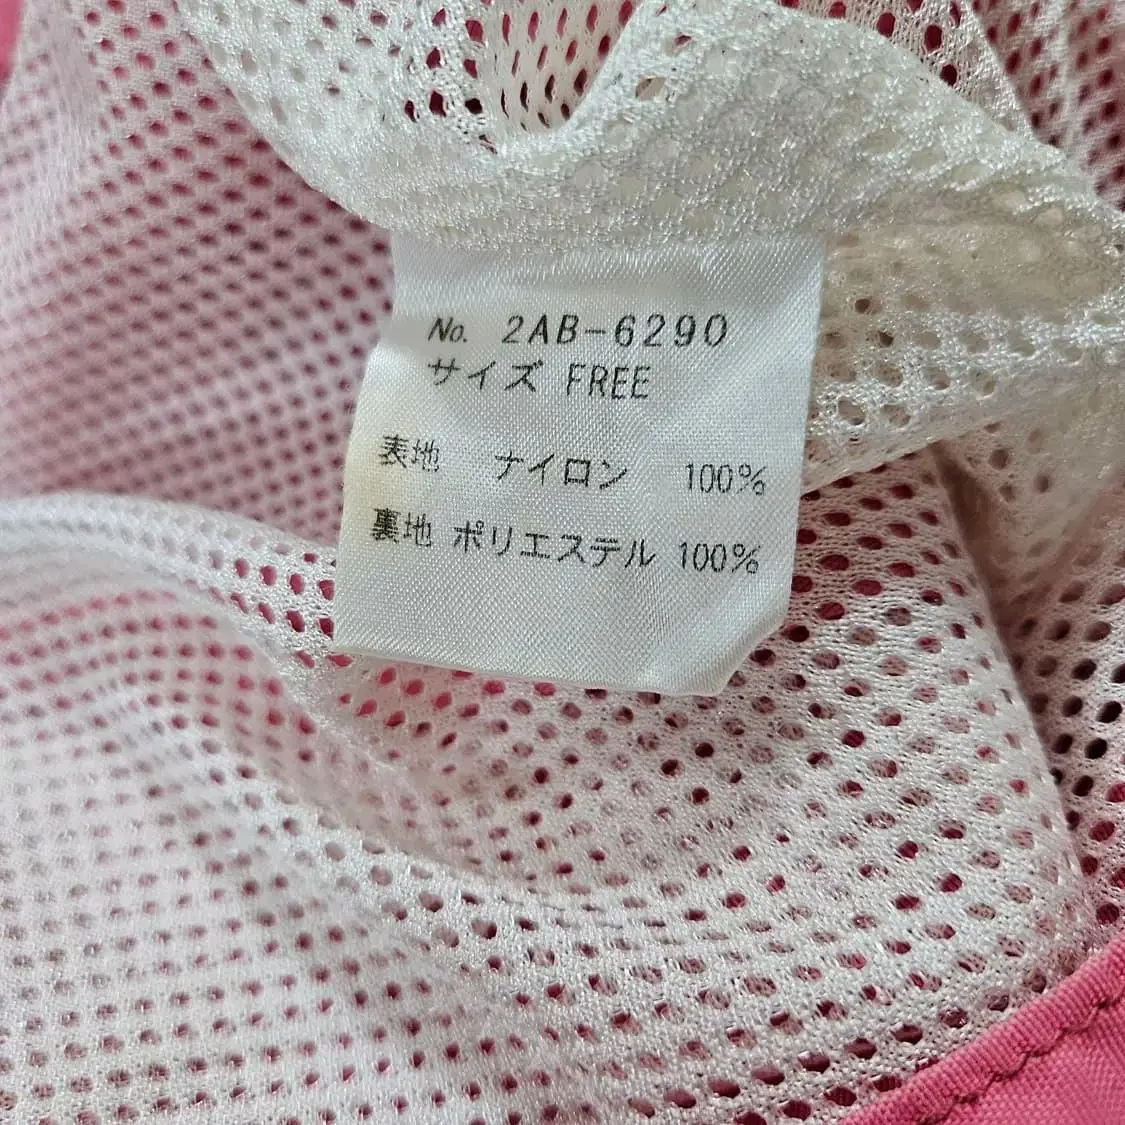 No. 2AB-6290
サイズ FREE
表地 ナイロン 100%
裏地 ポリエステル 100%